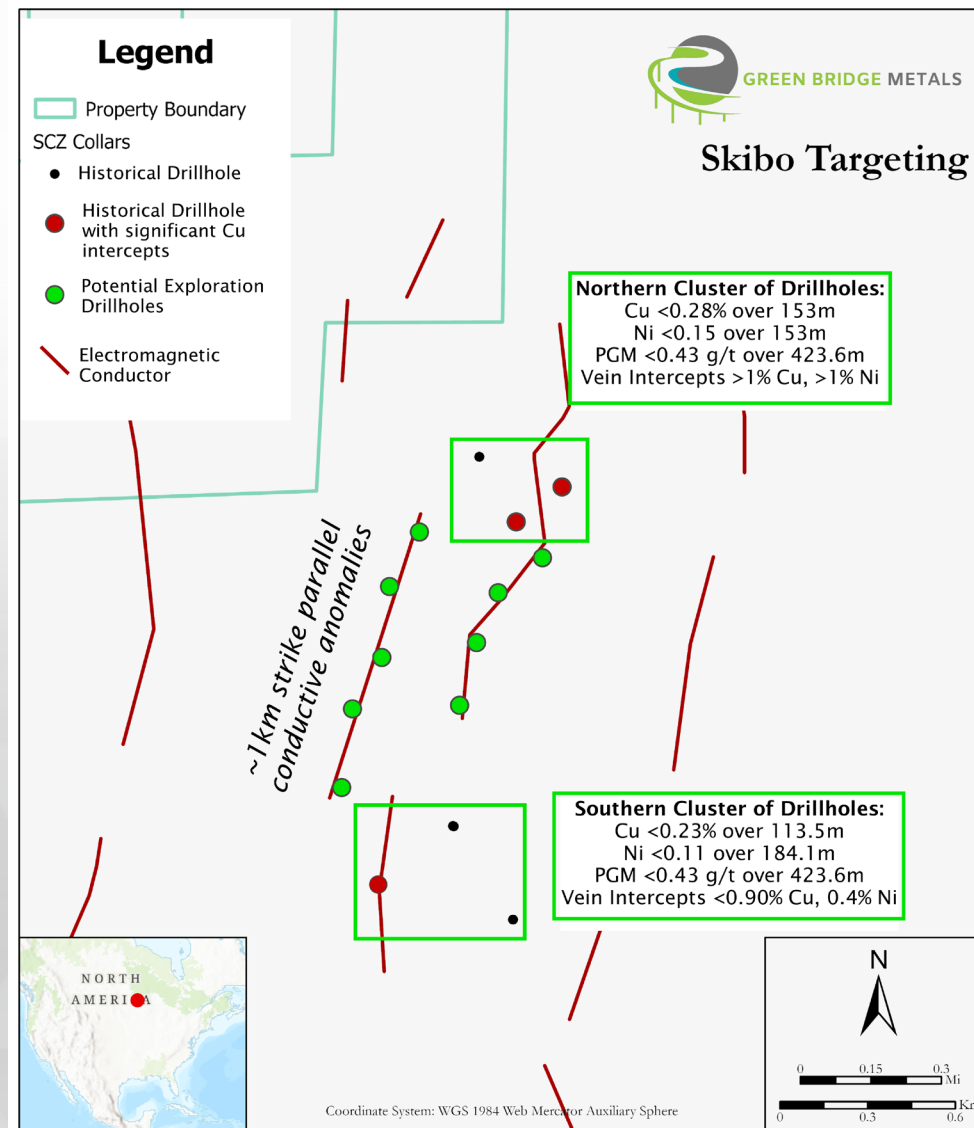 Legend
Property Boundary
SCZ Collars
Historical Drillhole
Historical Drillhole
with significant Cu
intercepts
Potential Exploration
Drillholes
Electromagnetic
Conductor
GREEN BRIDGE METALS
Skibo Targeting
Northern Cluster of Drillholes:
Cu <0.28% over 153m
Ni <0.15 over 153m
PGM <0.43 g/t over 423.6m
Vein Intercepts >1% Cu, >1% Ni
~1km strike parallel
conductive anomalies
Southern Cluster of Drillholes:
Cu <0.23% over 113.5m
Ni <0.11 over 184.1m
PGM <0.43 g/t over 423.6m
Vein Intercepts <0.90% Cu, 0.4% Ni
NORTH
AMERICA
Coordinate System: WGS 1984 Web Mercator Auxiliary Sphere
N
0 0.15 0.3
Mi
0 0.3 0.6